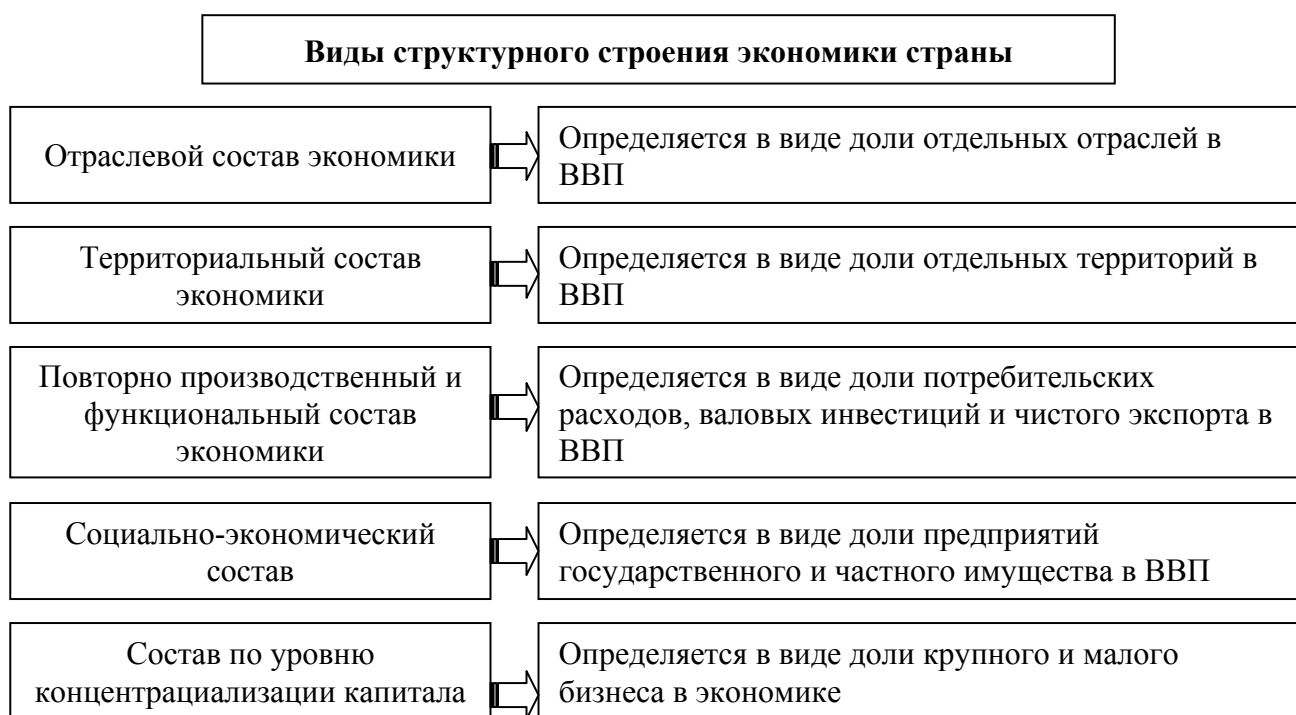 Виды структурного строения экономики страны
Отраслевой состав экономики
Определяется в виде доли отдельных отраслей в
ВВП
Территориальный состав
экономики
Определяется в виде доли отдельных территорий в
ВВП
Повторно производственный и
функциональный состав
экономики
Определяется в виде доли потребительских
расходов, валовых инвестиций и чистого экспорта в
ВВП
Социально-экономический
состав
Определяется в виде доли предприятий
государственного и частного имущества в ВВП
Состав по уровню
концентрациализации капитала
Определяется в виде доли крупного и малого
бизнеса в экономике